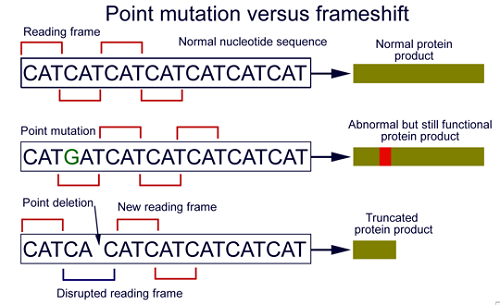 Point mutation versus frameshift
Reading frame
Normal nucleotide sequence
CATCATCATCATCATCATCAT
Normal protein
product
Point mutation
CATGATCATCATCATCATCAT
Abnormal but still functional
protein product
Point deletion
New reading frame
CATCA CATCATCATCATCAT
Truncated
protein product
Disrupted reading frame